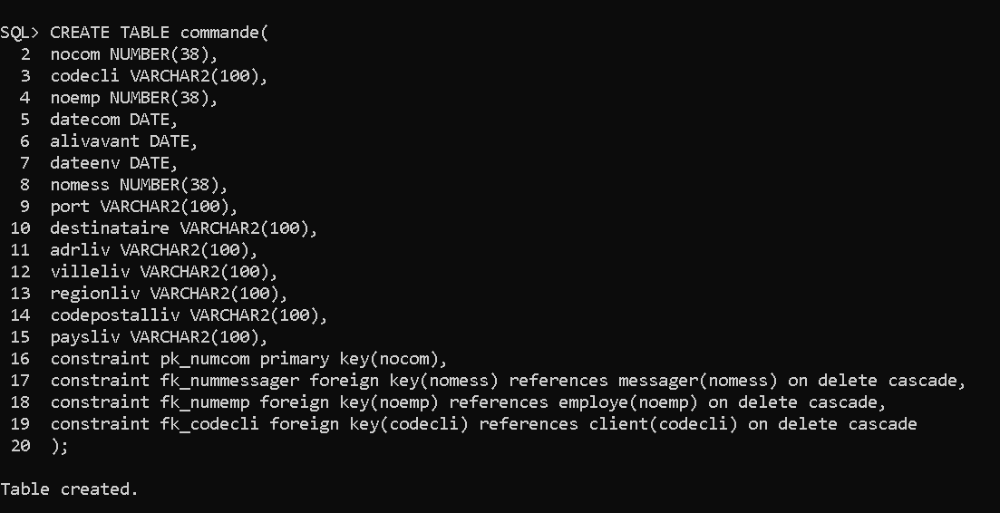 SQL> CREATE TABLE commande(
2 nocom NUMBER(38),
3 codecli VARCHAR2(100),
4 noemp NUMBER(38),
5 datecom DATE,
6 alivavant DATE,
7 dateenv DATE,
8 nomess NUMBER(38),
9 port VARCHAR2(100),
10 destinataire VARCHAR2(100),
11 adrliv VARCHAR2(100),
12 villeliv VARCHAR2(100),
13 regionliv VARCHAR2(100),
14 codepostalliv VARCHAR2(100),
15 paysliv VARCHAR2(100),
16 constraint pk_numcom primary key(nocom),
17 constraint fk_nummessager foreign key(nomess) references messager(nomess) on delete cascade,
18 constraint fk_numemp foreign key(noemp) references employe(noemp) on delete cascade,
19 constraint fk_codecli foreign key(codecli) references client(codecli) on delete cascade
20 );
Table created.